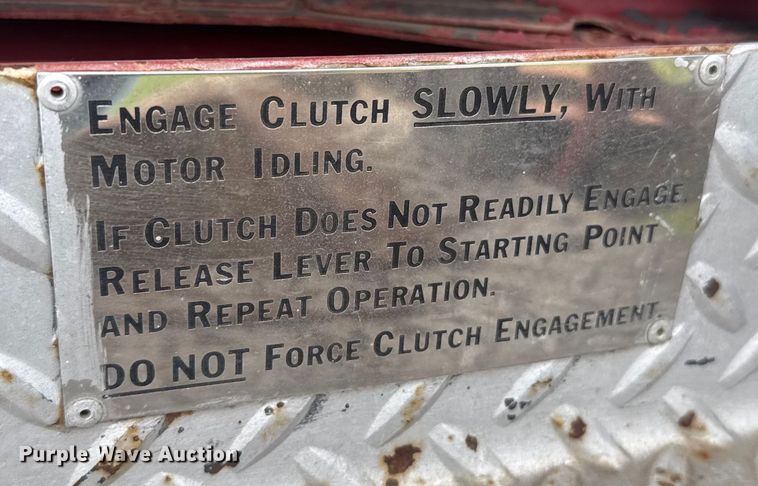 ENGAGE CLUTCH SLOWLY, WITH
MOTOR IDLING.
IF CLUTCH DOES NOT READILY ENGAGE,
RELEASE LEVER TO STARTING POINT
AND REPEAT OPERATION.
DO NOT FORCE CLUTCH ENGAGEMENT.
Purple Wave Auction